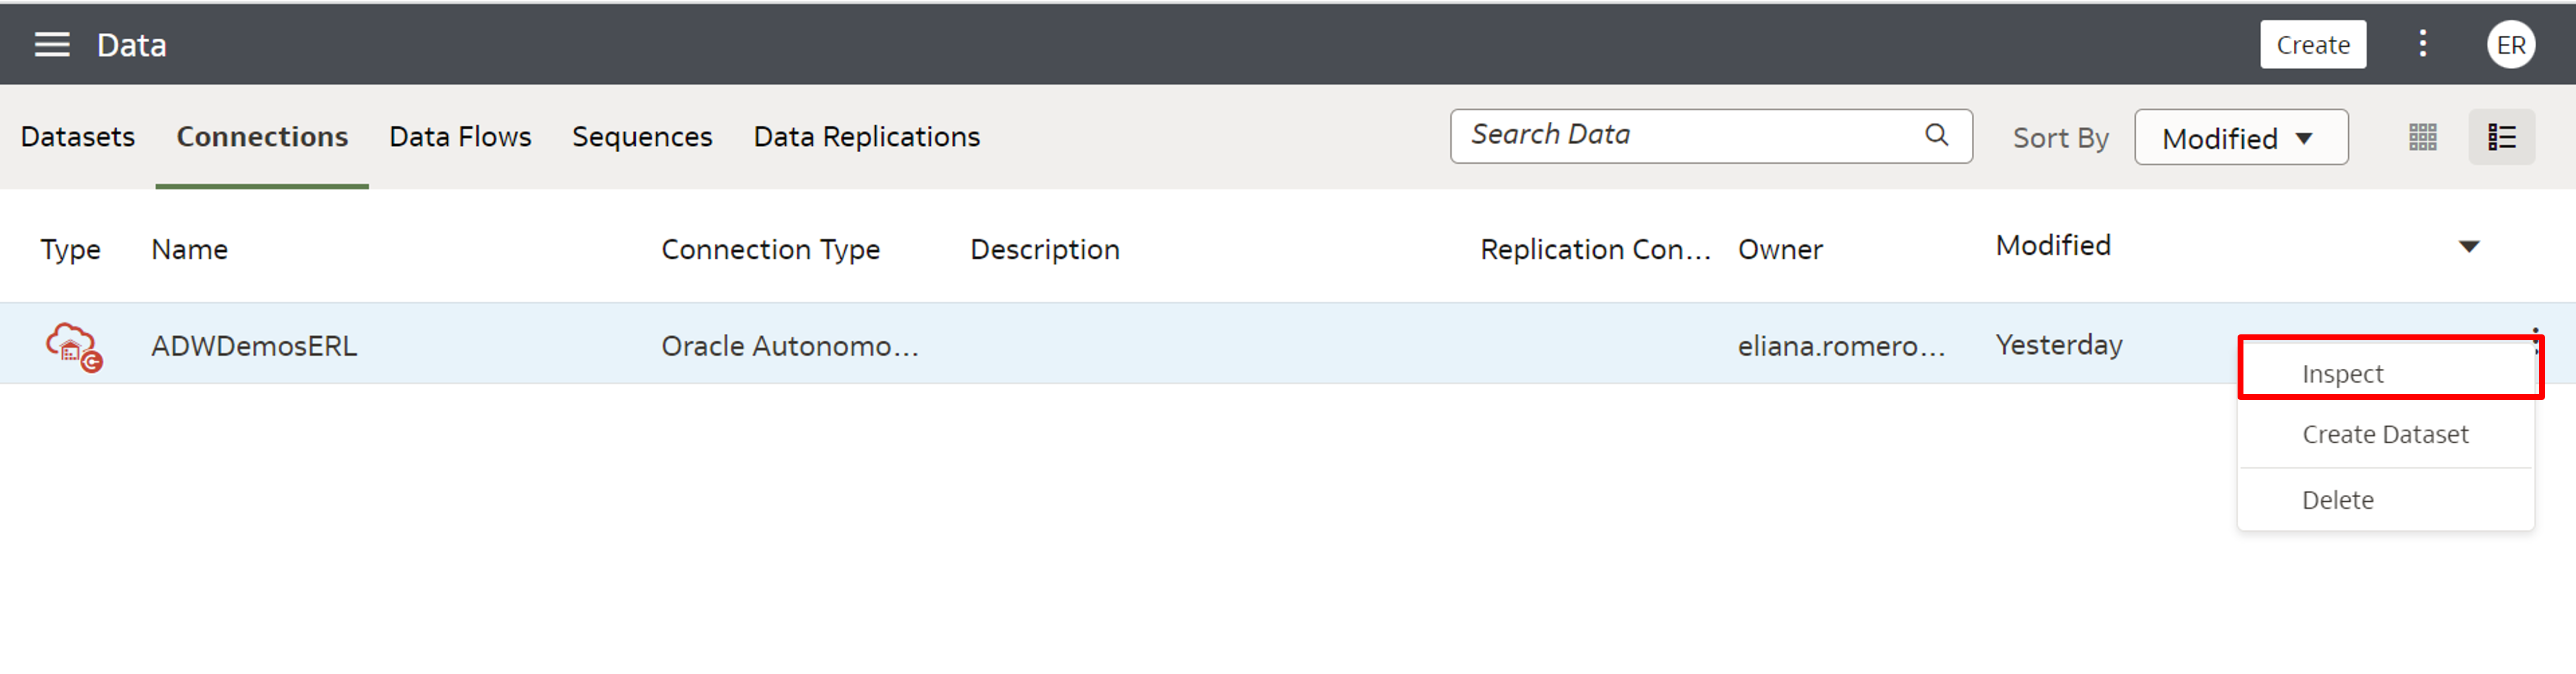 Data Create ER
Datasets Connections Data Flows Sequences Data Replications Search Data Sort By Modified
Type Name Connection Type Description Replication Con... Owner Modified
ADWDemosERL Oracle Autonomo... eliana.romero... Yesterday
Inspect
Create Dataset
Delete